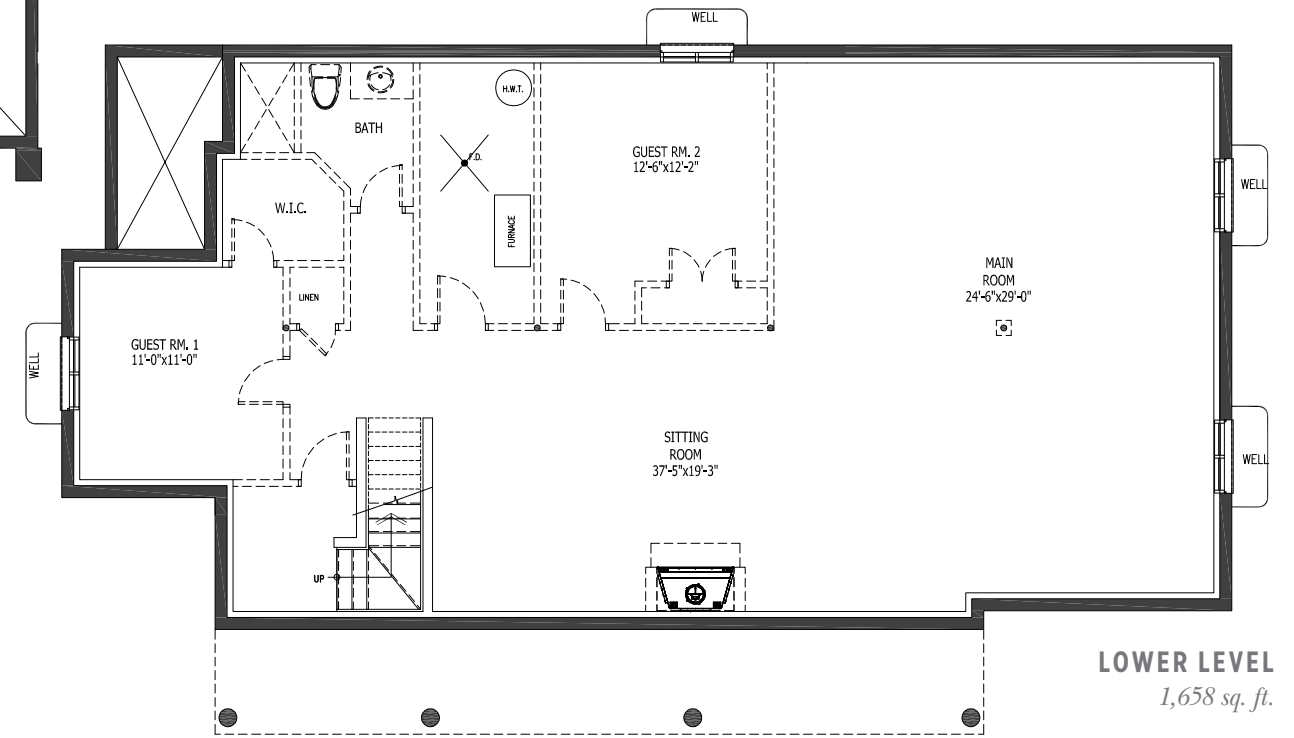 WELL
H.W.T.
BATH
F.D.
GUEST RM. 2
12'-6"x12'-2"
WELL
W.I.C.
FURNACE
MAIN
ROOM
24'-6"x29'-0"
LINEN
GUEST RM. 1
11'-0"x11'-0"
WELL
SITTING
ROOM
37'-5"x19'-3"
WELL
UP
LOWER LEVEL
1,658 sq. ft.